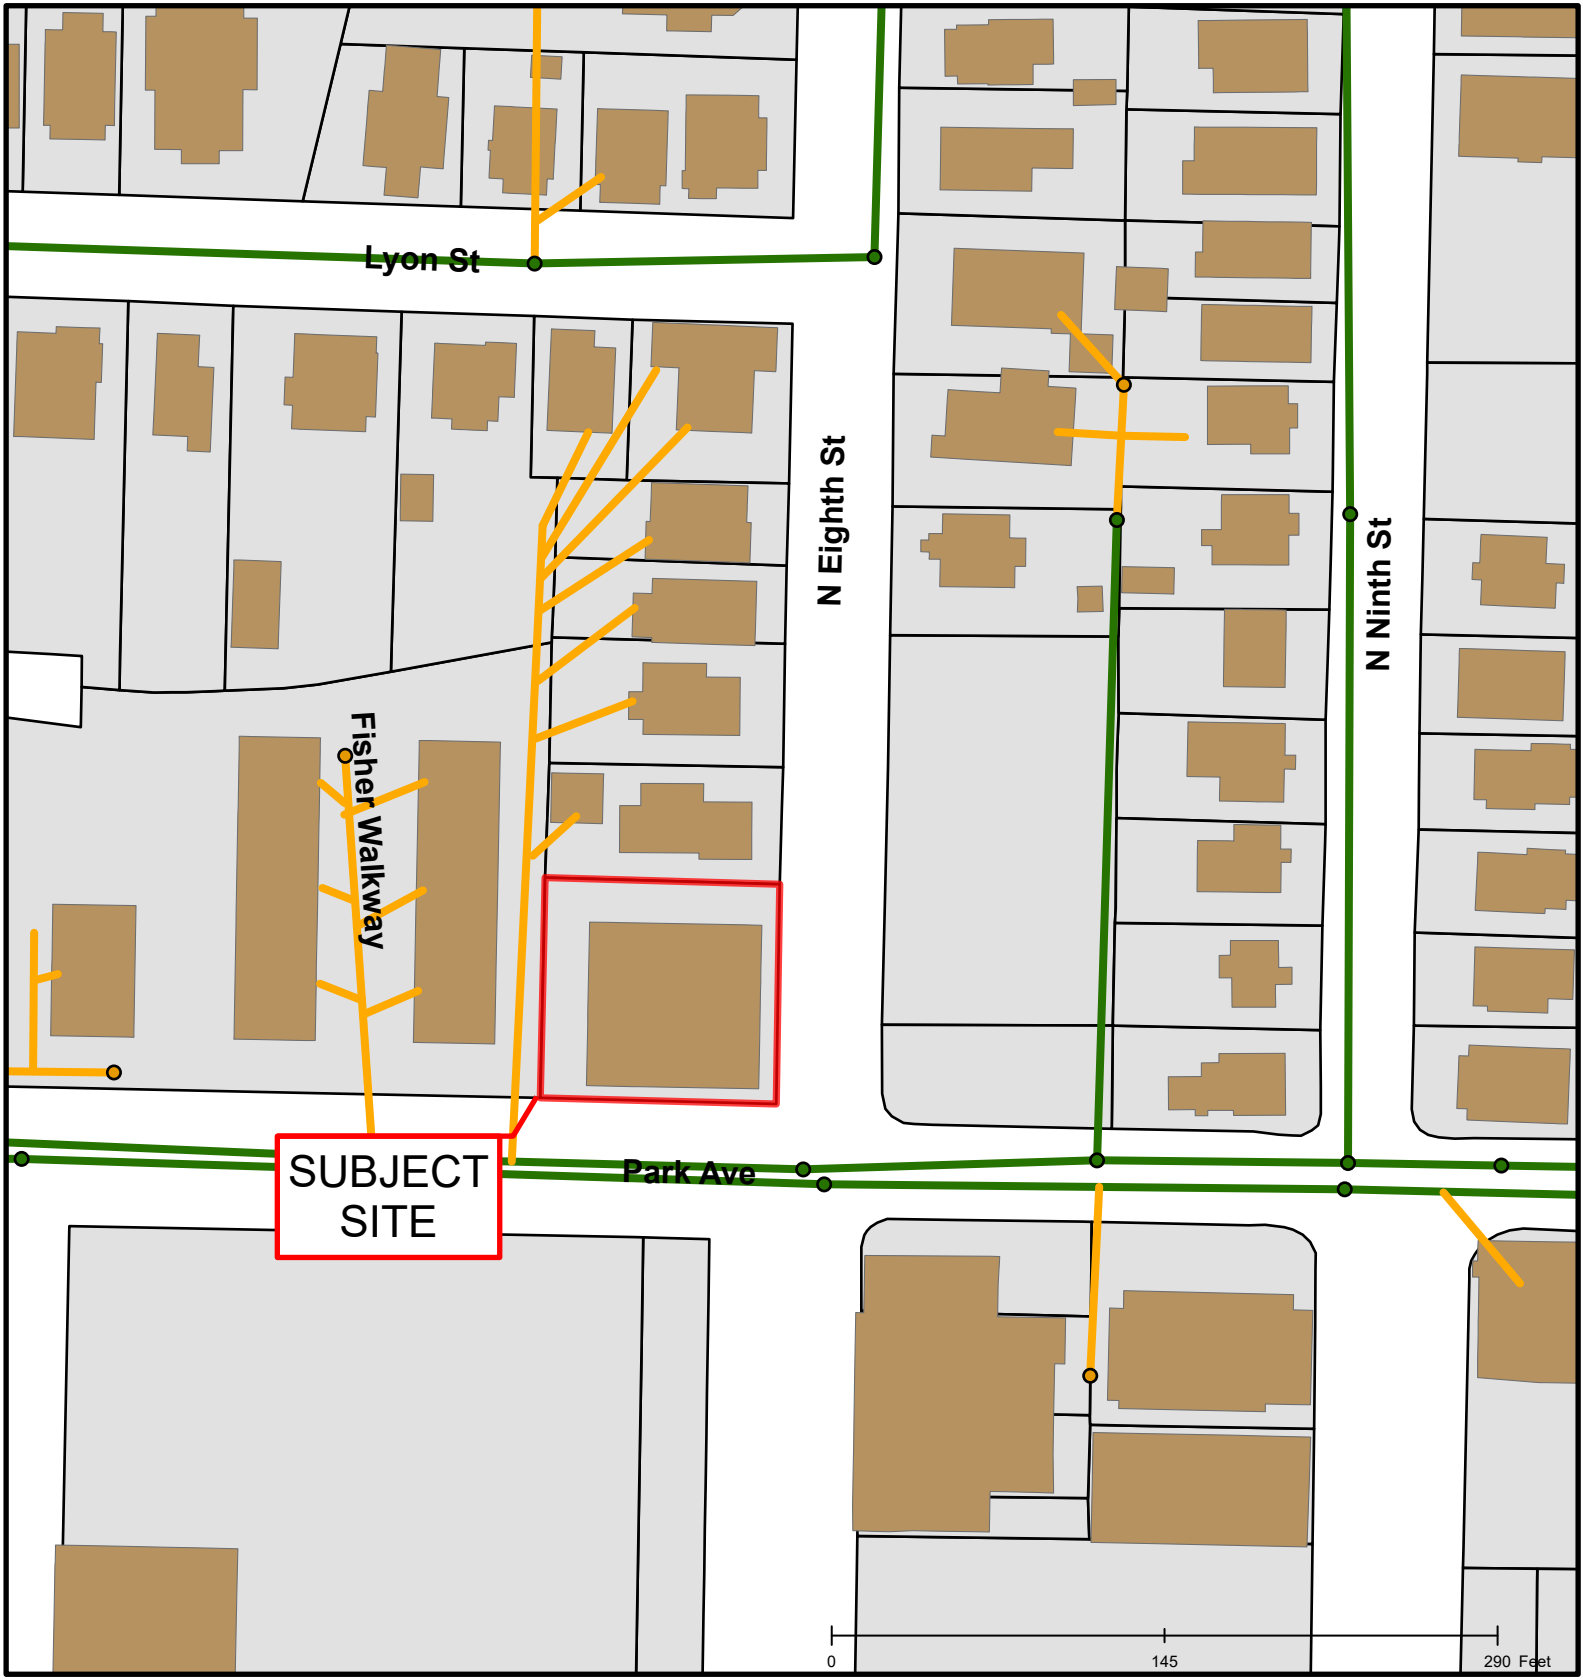 Lyon St
N Eighth St
N Ninth St
Fisher Walkway
SUBJECT
SITE
Park Ave
0 145 290 Feet